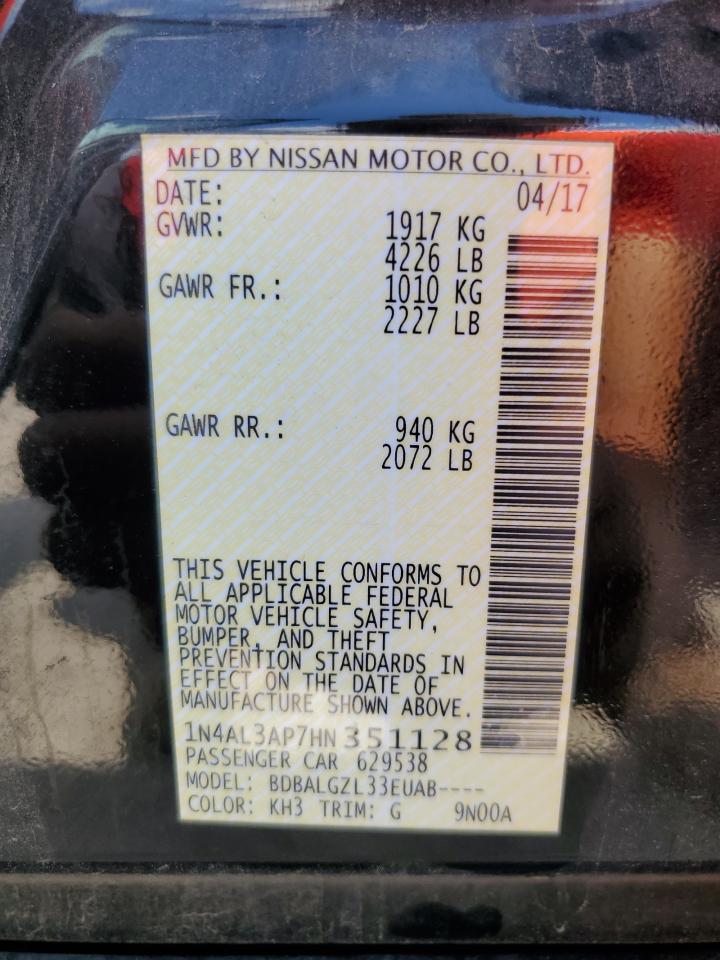 MFD BY NISSAN MOTOR CO., LTD.
DATE: 04/17
GVWR: 1917 KG
4226 LB
GAWR FR.: 1010 KG
2227 LB
GAWR RR.: 940 KG
2072 LB
THIS VEHICLE CONFORMS TO
ALL APPLICABLE FEDERAL
MOTOR VEHICLE SAFETY,
BUMPER, AND THEFT
PREVENTION STANDARDS IN
EFFECT ON THE DATE OF
MANUFACTURE SHOWN ABOVE.
1N4AL3AP7HN351128
PASSENGER CAR 629538
MODEL: BDBALGZL33EUAB----
COLOR: KH3 TRIM: G 9N00A